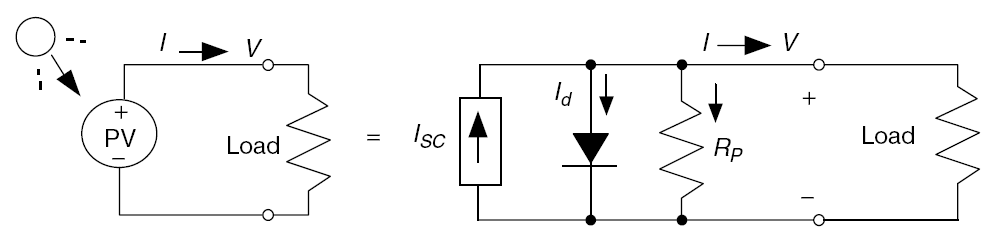 I V
+
PV
−
Load
=
I_SC
I_d
R_P
I V
+
−
Load